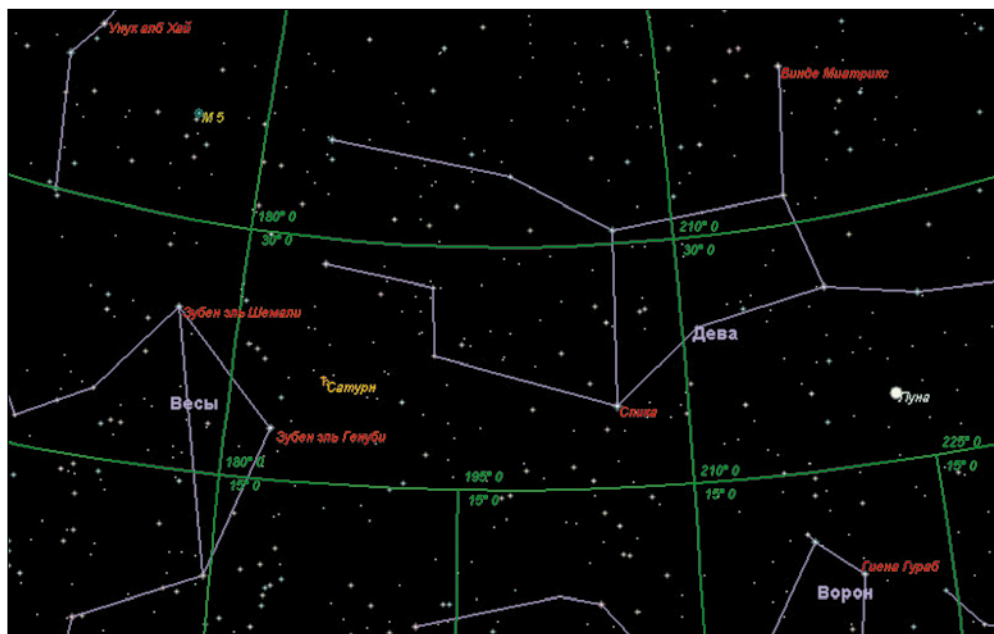 Унук алб Хай
Винде Миатрикс
М 5
180° 0
30° 0
210° 0
30° 0
Зубен эль Шемали
Дева
Сатурн
Луна
Весы
Спика
Зубен эль Генуби
225° 0
15° 0
180° 0
15° 0
195° 0
15° 0
210° 0
15° 0
Гиена Гураб
Ворон